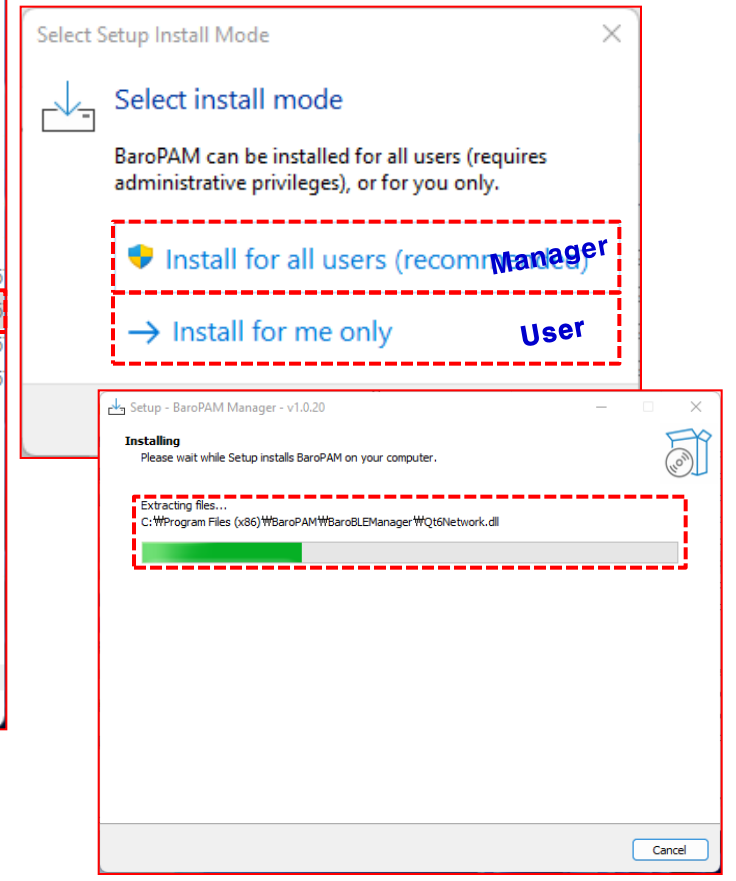 Select Setup Install Mode
Select install mode
BaroPAM can be installed for all users (requires
administrative privileges), or for you only.
Install for all users (recommended)
Manager
Install for me only
User
Setup - BaroPAM Manager - v1.0.20
Installing
Please wait while Setup installs BaroPAM on your computer.
Extracting files...
C:₩Program Files (x86)₩BaroPAM₩BaroBLEManager₩Qt6Network.dll
Cancel